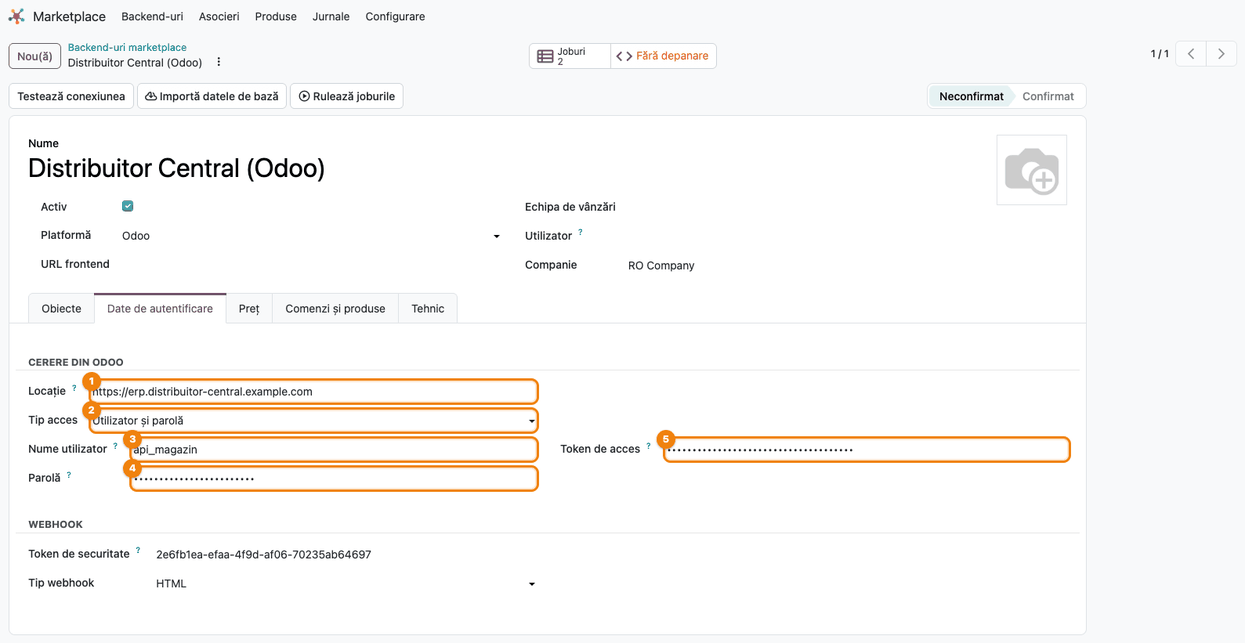 Marketplace Backend-uri Asocieri Produse Jurnale Configurare
Nou(ă) Backend-uri marketplace
Distribuitor Central (Odoo)
Joburi
2
Fără depanare
1 / 1
Testează conexiunea Importă datele de bază Rulează joburile Neconfirmat Confirmat
Nume
Distribuitor Central (Odoo)
Activ Echipa de vânzări
Platformă Odoo Utilizator ?
URL frontend Companie RO Company
Obiecte Date de autentificare Preț Comenzi și produse Tehnic
CERERE DIN ODOO
1
Locație ? https://erp.distribuitor-central.example.com
2
Tip acces Utilizator și parolă
3 5
Nume utilizator ? api_magazin Token de acces ?
4
Parolă ?
WEBHOOK
Token de securitate ? 2e6fb1ea-efaa-4f9d-af06-70235ab64697
Tip webhook HTML